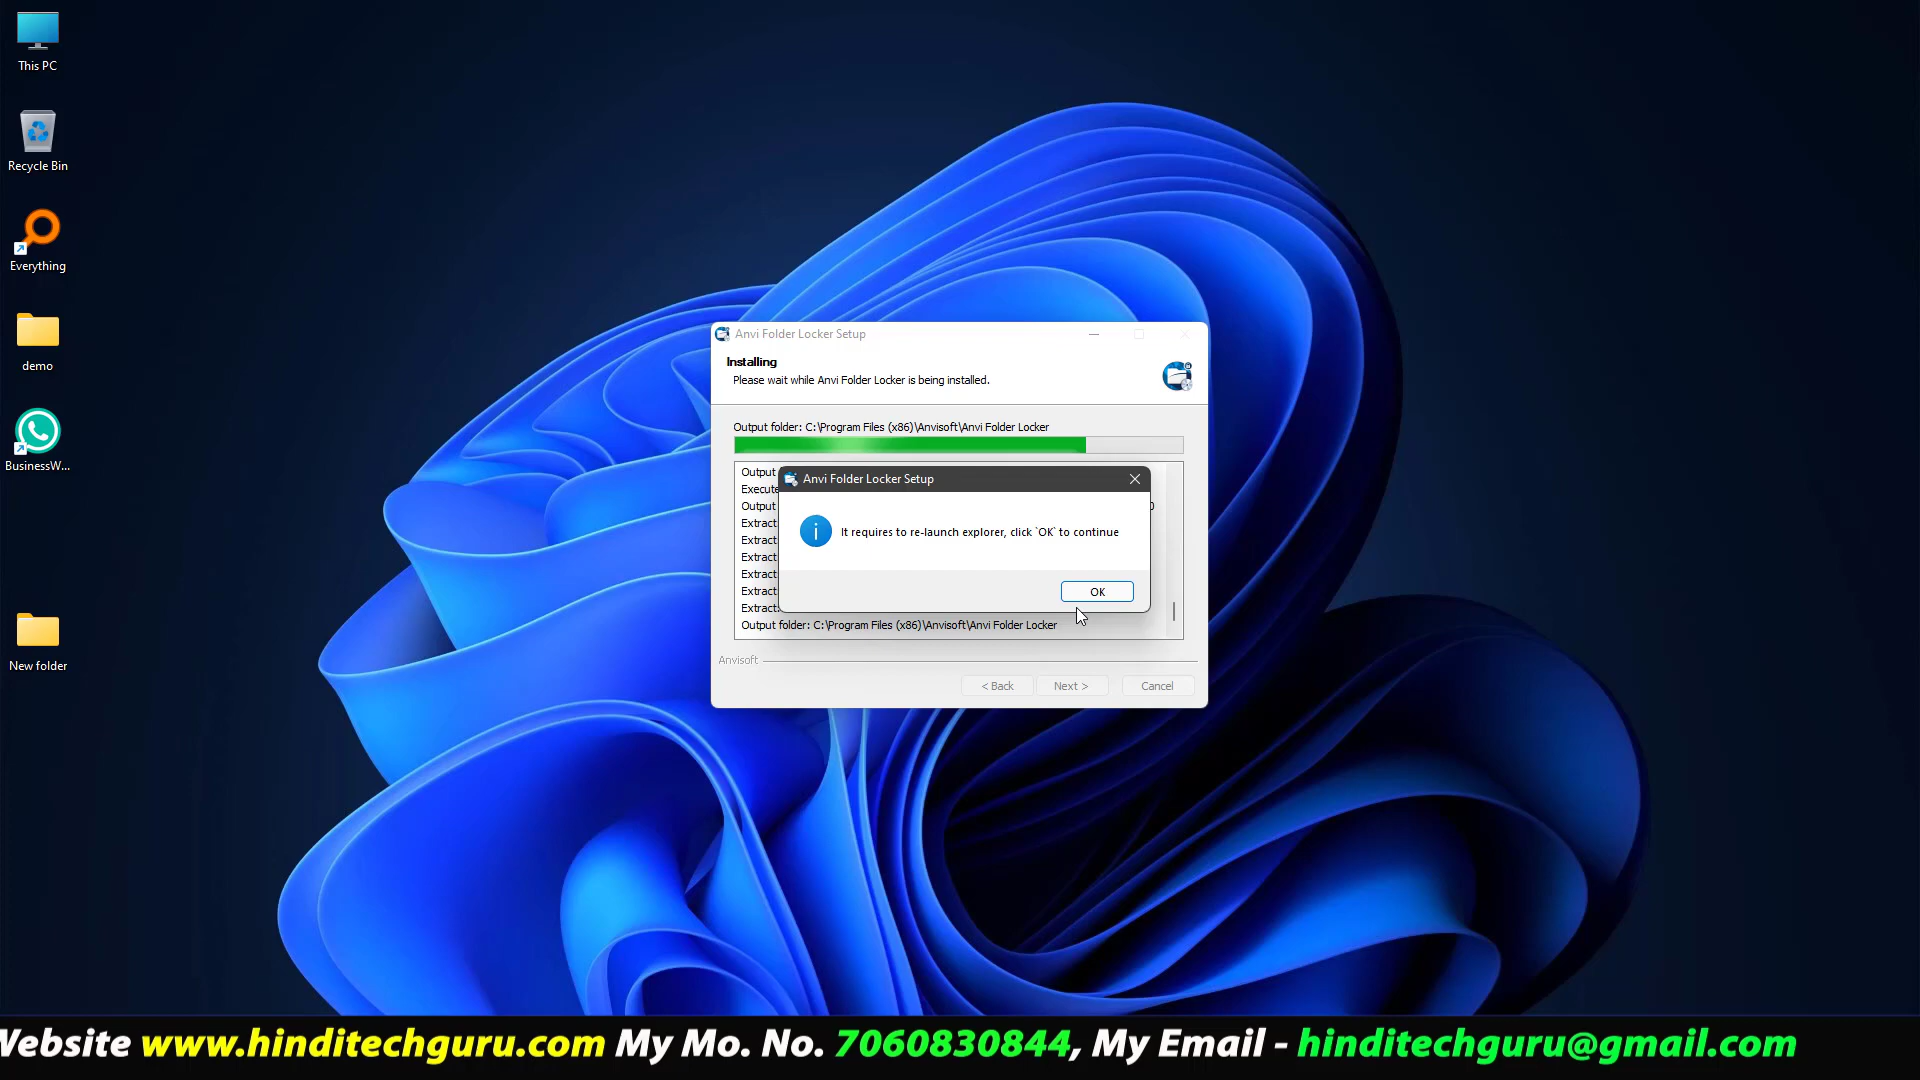 This PC
Recycle Bin
Everything
demo
BusinessW...
New folder
Anvi Folder Locker Setup
Installing
Please wait while Anvi Folder Locker is being installed.
Output folder: C:\Program Files (x86)\Anvisoft\Anvi Folder Locker
Output
Execute
Output
Extract
Extract
Extract
Extract
Extract
Extract:
Output folder: C:\Program Files (x86)\Anvisoft\Anvi Folder Locker
Anvi Folder Locker Setup
It requires to re-launch explorer, click `OK` to continue
OK
Anvisoft
< Back
Next >
Cancel
Website www.hinditechguru.com My Mo. No. 7060830844, My Email - hinditechguru@gmail.com